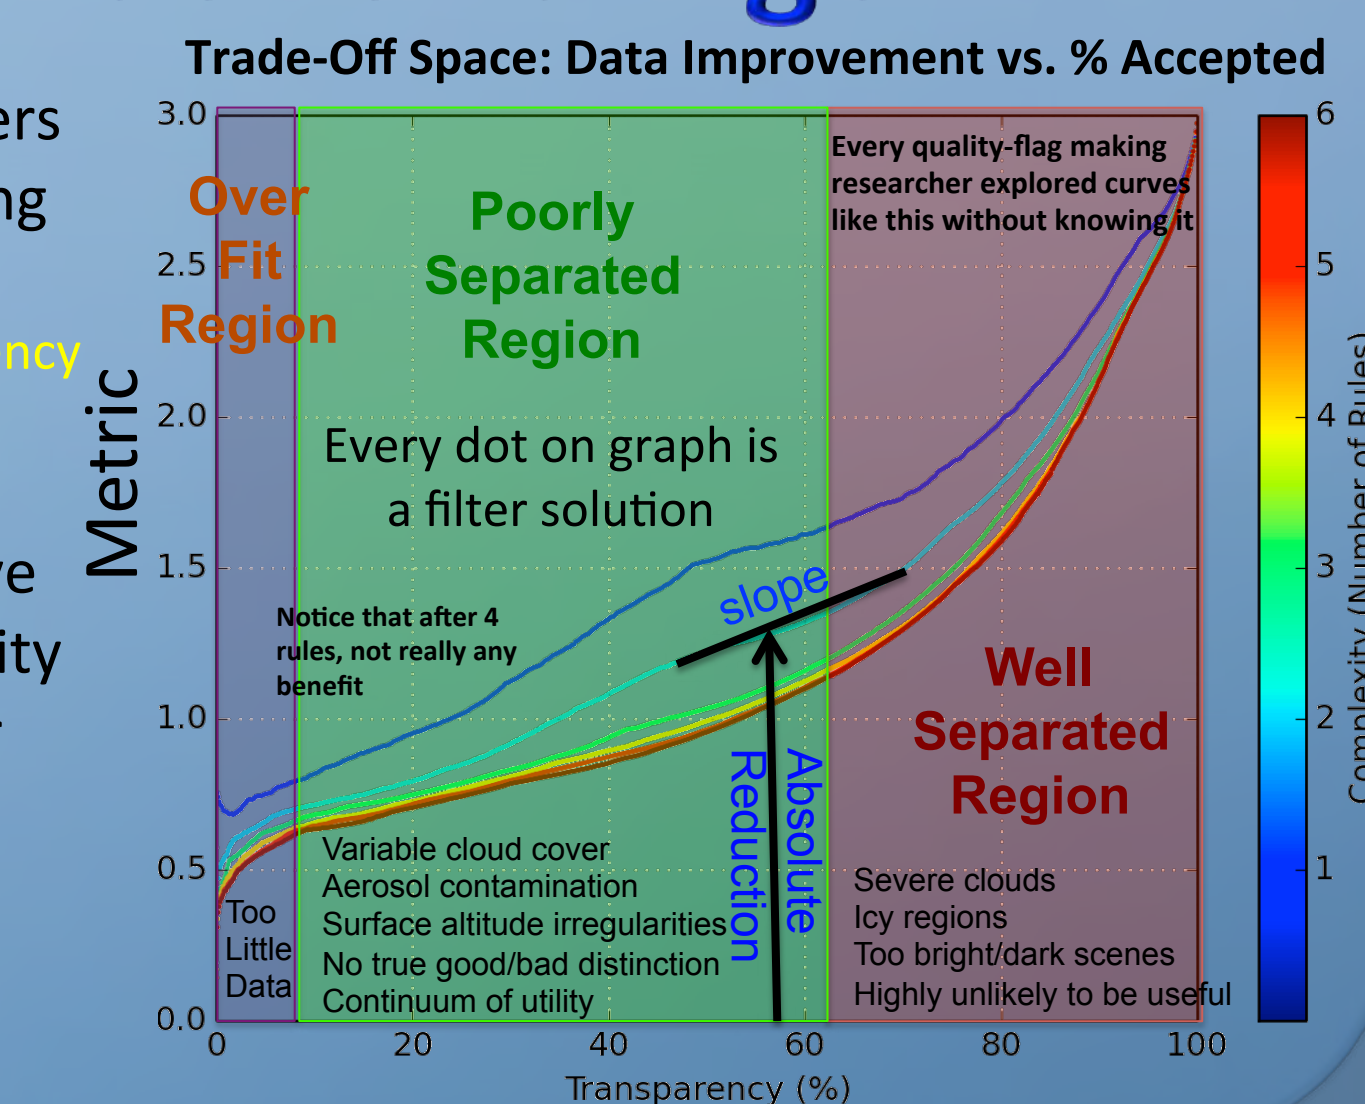 Trade-Off Space: Data Improvement vs. % Accepted
ers
ng
ency
ve
ity
Metric
3.0
2.5
2.0
1.5
1.0
0.5
0.0
Over
Fit
Region
Poorly
Separated
Region
Every quality-flag making
researcher explored curves
like this without knowing it
Every dot on graph is
a filter solution
Notice that after 4
rules, not really any
benefit
slope
Absolute
Reduction
Well
Separated
Region
Too
Little
Data
Variable cloud cover
Aerosol contamination
Surface altitude irregularities
No true good/bad distinction
Continuum of utility
Severe clouds
Icy regions
Too bright/dark scenes
Highly unlikely to be useful
0
20
40
60
80
100
Transparency (%)
6
5
4
3
2
1
Complexity (Number of Rules)